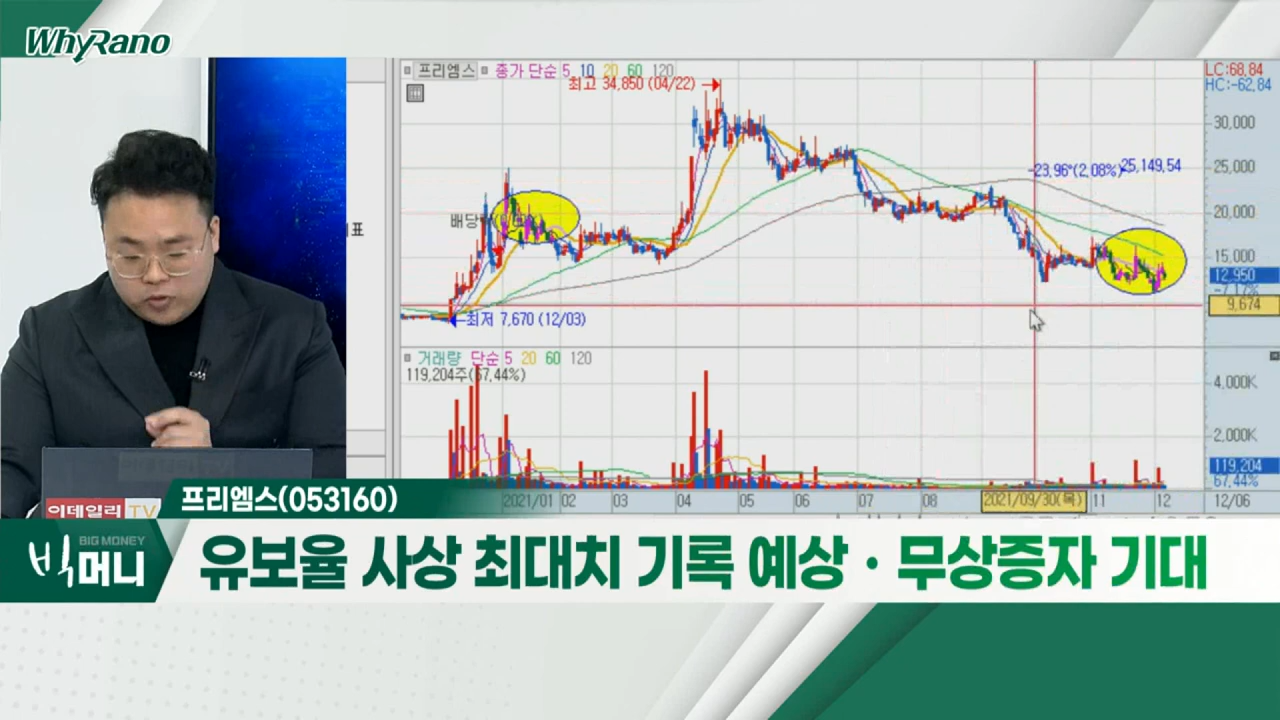 WhyRano
프리엠스 종가 단순 5 10 20 60 120
최고 34,850 (04/22)
LC:68,84
HC:-62,84
30,000
25,000
20,000
15,000
12,950
9,674
-23,96*(2,08%)
25,149,54
배당
표
최저 7,670 (12/03)
거래량 단순 5 20 60 120
119,204주(67,44%)
4,000K
2,000K
119,204
67,44%
2021/01 02 03 04 05 06 07 08 2021/09/30(목) 11 12 12/06
이데일리 TV
프리엠스(053160)
BIG MONEY
빅머니
유보율 사상 최대치 기록 예상 · 무상증자 기대